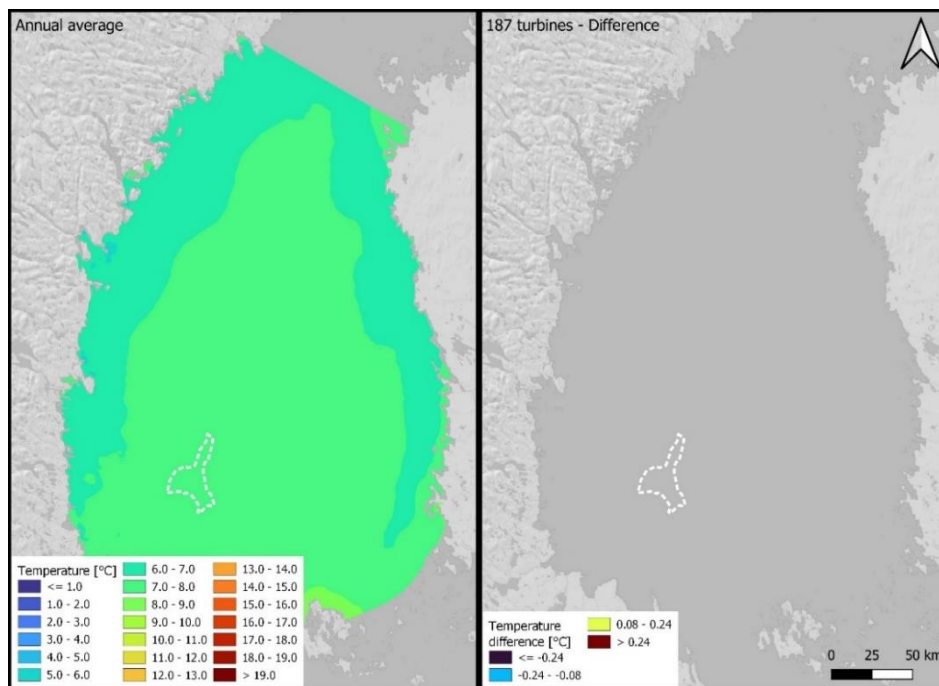 Annual average
187 turbines - Difference
Temperature [°C]
<= 1.0
1.0 - 2.0
2.0 - 3.0
3.0 - 4.0
4.0 - 5.0
5.0 - 6.0
6.0 - 7.0
7.0 - 8.0
8.0 - 9.0
9.0 - 10.0
10.0 - 11.0
11.0 - 12.0
12.0 - 13.0
13.0 - 14.0
14.0 - 15.0
15.0 - 16.0
16.0 - 17.0
17.0 - 18.0
18.0 - 19.0
> 19.0
Temperature
difference [°C]
<= -0.24
-0.24 - -0.08
0.08 - 0.24
> 0.24
0 25 50 km